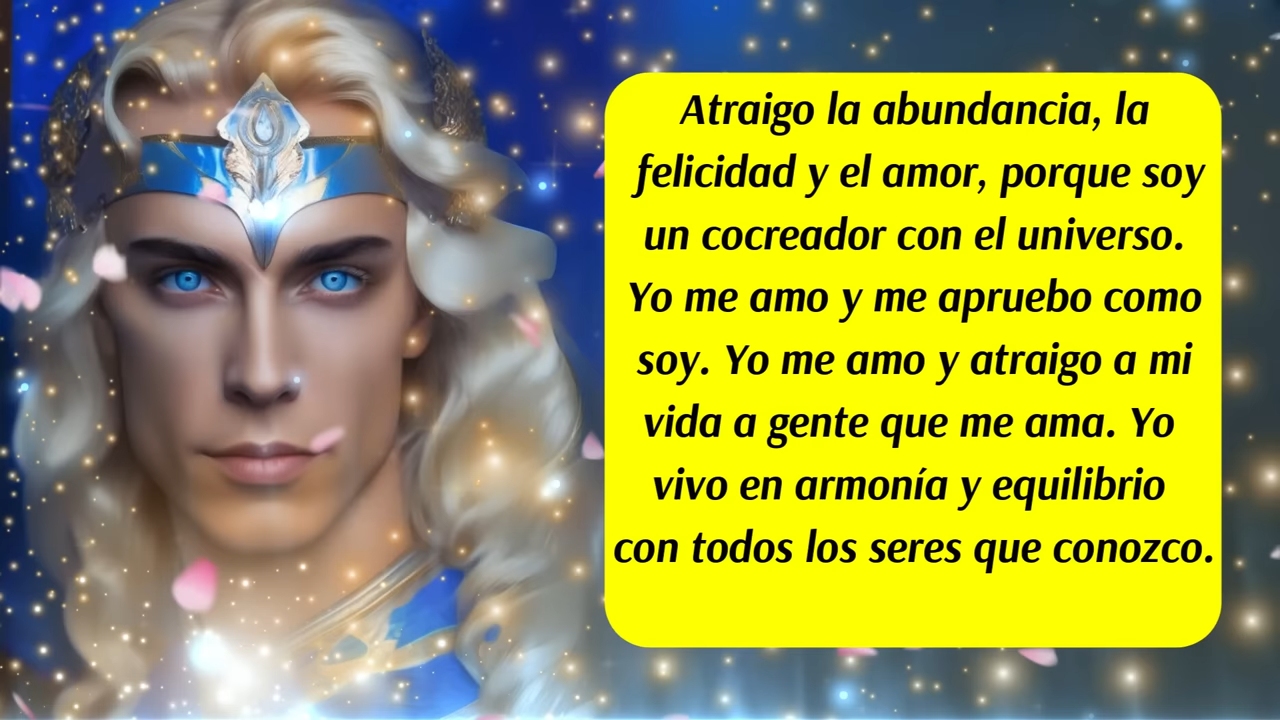 Atraigo la abundancia, la
felicidad y el amor, porque soy
un cocreador con el universo.
Yo me amo y me apruebo como
soy. Yo me amo y atraigo a mi
vida a gente que me ama. Yo
vivo en armonía y equilibrio
con todos los seres que conozco.